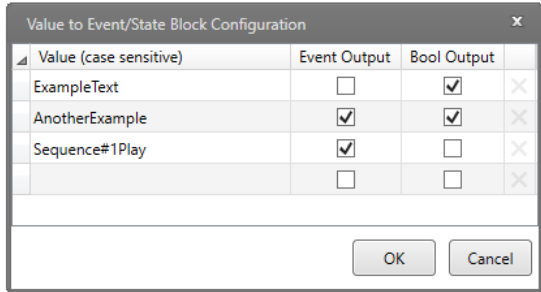 Value to Event/State Block Configuration x
Value (case sensitive) Event Output Bool Output
ExampleText
AnotherExample
Sequence#1Play
OK Cancel